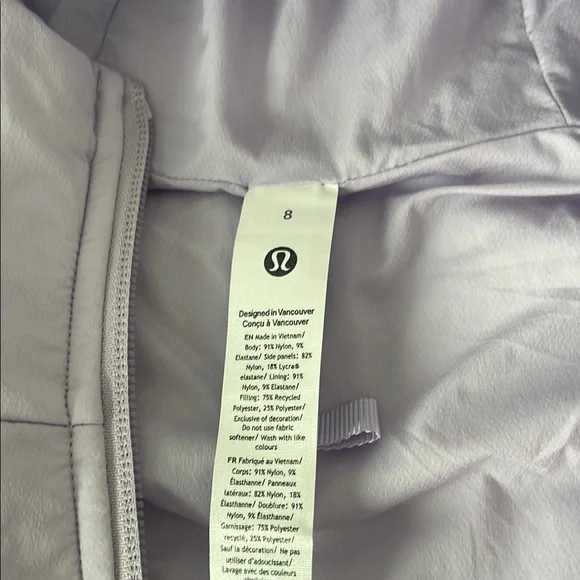 8
Designed in Vancouver
Conçu à Vancouver
EN Made in Vietnam/
Body: 91% Nylon, 9%
Elastane/ Side panels: 82%
Nylon, 18% Lycra®
elastane/ Lining: 91%
Nylon, 9% Elastane/
Filling: 75% Recycled
Polyester, 25% Polyester/
Exclusive of decoration/
Do not use fabric
softener/ Wash with like
colours
FR Fabriqué au Vietnam/
Corps: 91% Nylon, 9%
Élasthanne/ Panneaux
latéraux: 82% Nylon, 18%
Élasthanne/ Doublure: 91%
Nylon, 9% Élasthanne/
Garnissage: 75% Polyester
recyclé, 25% Polyester/
Sauf la décoration/ Ne pas
utiliser d'adoucissant/
Lavage avec des couleurs